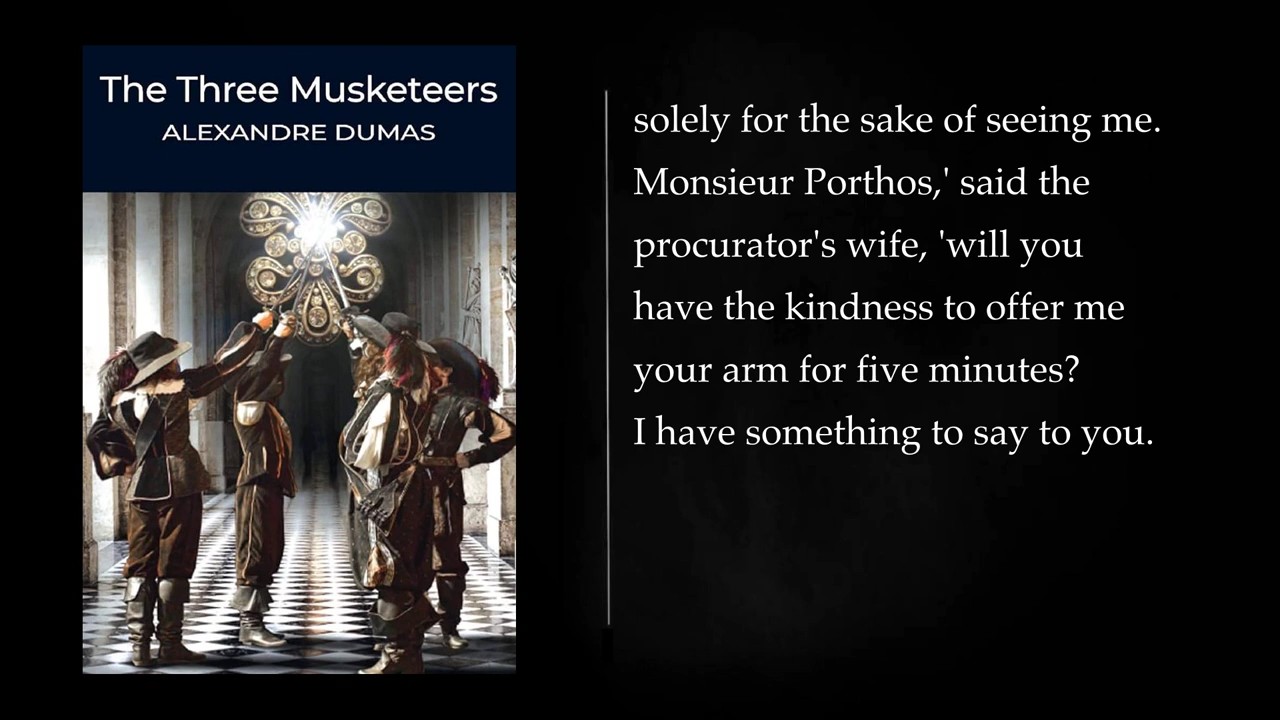 The Three Musketeers
ALEXANDRE DUMAS
solely for the sake of seeing me.
Monsieur Porthos,' said the
procurator's wife, 'will you
have the kindness to offer me
your arm for five minutes?
I have something to say to you.